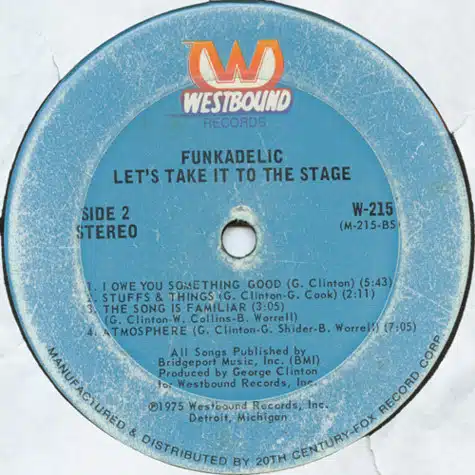 WESTBOUND
RECORDS
FUNKADELIC
LET'S TAKE IT TO THE STAGE
SIDE 2
STEREO
W-215
(M-215-BS)
1. I OWE YOU SOMETHING GOOD (G. Clinton) (5:43)
2. STUFFS & THINGS (G. Clinton-G. Cook) (2:11)
3. THE SONG IS FAMILIAR (3:05)
(G. Clinton-W. Collins-B. Worrell)
4. ATMOSPHERE (G. Clinton-G. Shider-B. Worrell) (7:05)
All Songs Published by
Bridgeport Music, Inc. (BMI)
Produced by George Clinton
for Westbound Records, Inc.
℗1975 Westbound Records, Inc.
Detroit, Michigan
MANUFACTURED & DISTRIBUTED BY 20TH CENTURY-FOX RECORD CORP.